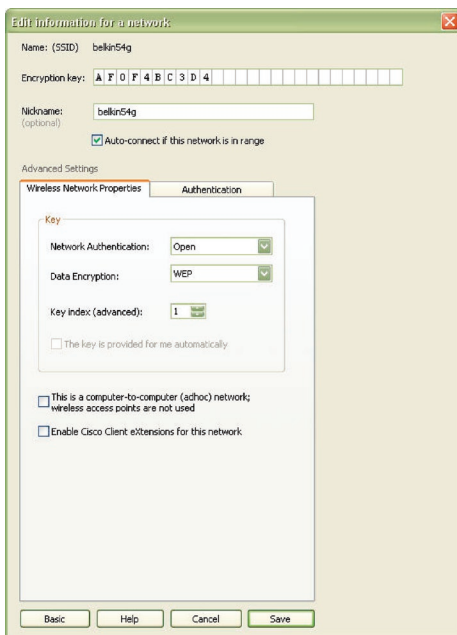 Edit information for a network
Name: (SSID) belkin54g
Encryption key: A F 0 F 4 B C 3 D 4
Nickname: belkin54g
(optional)
Auto-connect if this network is in range
Advanced Settings
Wireless Network Properties Authentication
Key
Network Authentication: Open
Data Encryption: WEP
Key index (advanced): 1
The key is provided for me automatically
This is a computer-to-computer (adhoc) network;
wireless access points are not used
Enable Cisco Client eXtensions for this network
Basic Help Cancel Save